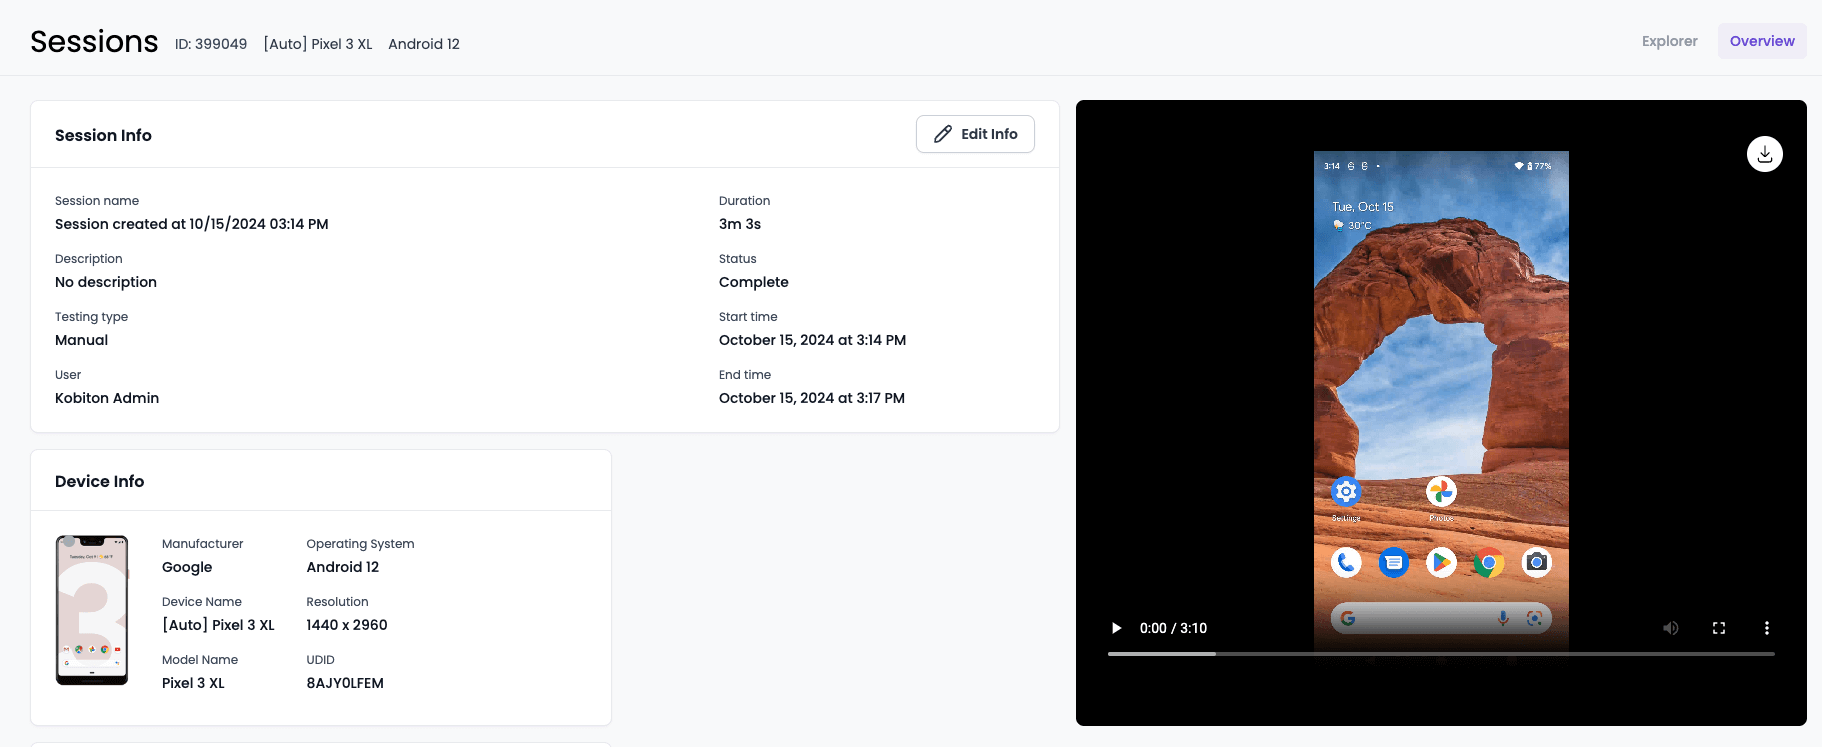 Sessions ID: 399049 [Auto] Pixel 3 XL Android 12
Explorer Overview
Session Info
Edit Info
Session name
Session created at 10/15/2024 03:14 PM
Description
No description
Testing type
Manual
User
Kobiton Admin
Duration
3m 3s
Status
Complete
Start time
October 15, 2024 at 3:14 PM
End time
October 15, 2024 at 3:17 PM
Device Info
Manufacturer
Google
Device Name
[Auto] Pixel 3 XL
Model Name
Pixel 3 XL
Operating System
Android 12
Resolution
1440 x 2960
UDID
8AJY0LFEM
3:14 77%
Tue, Oct 15
30°C
Settings Photos
0:00 / 3:10